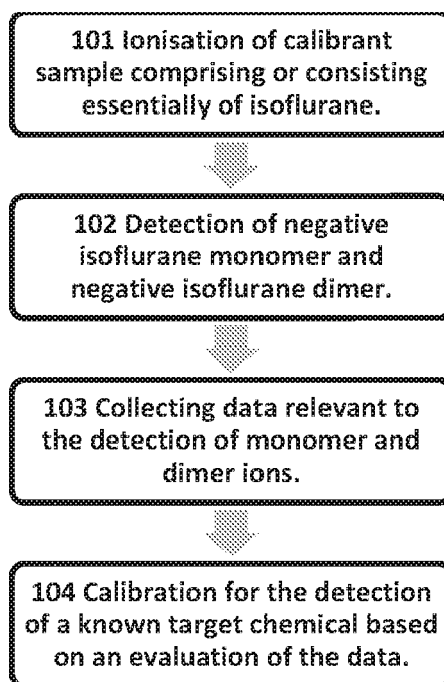 101 Ionisation of calibrant
sample comprising or consisting
essentially of isoflurane.
102 Detection of negative
isoflurane monomer and
negative isoflurane dimer.
103 Collecting data relevant to
the detection of monomer and
dimer ions.
104 Calibration for the detection
of a known target chemical based
on an evaluation of the data.